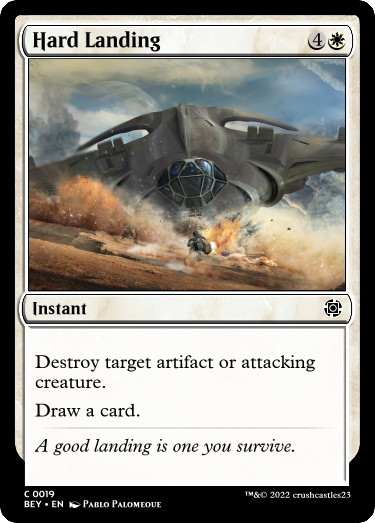 Hard Landing 4
Instant
Destroy target artifact or attacking
creature.
Draw a card.
A good landing is one you survive.
C 0019
BEY • EN Pablo Palomeque
™&© 2022 crushcastles23